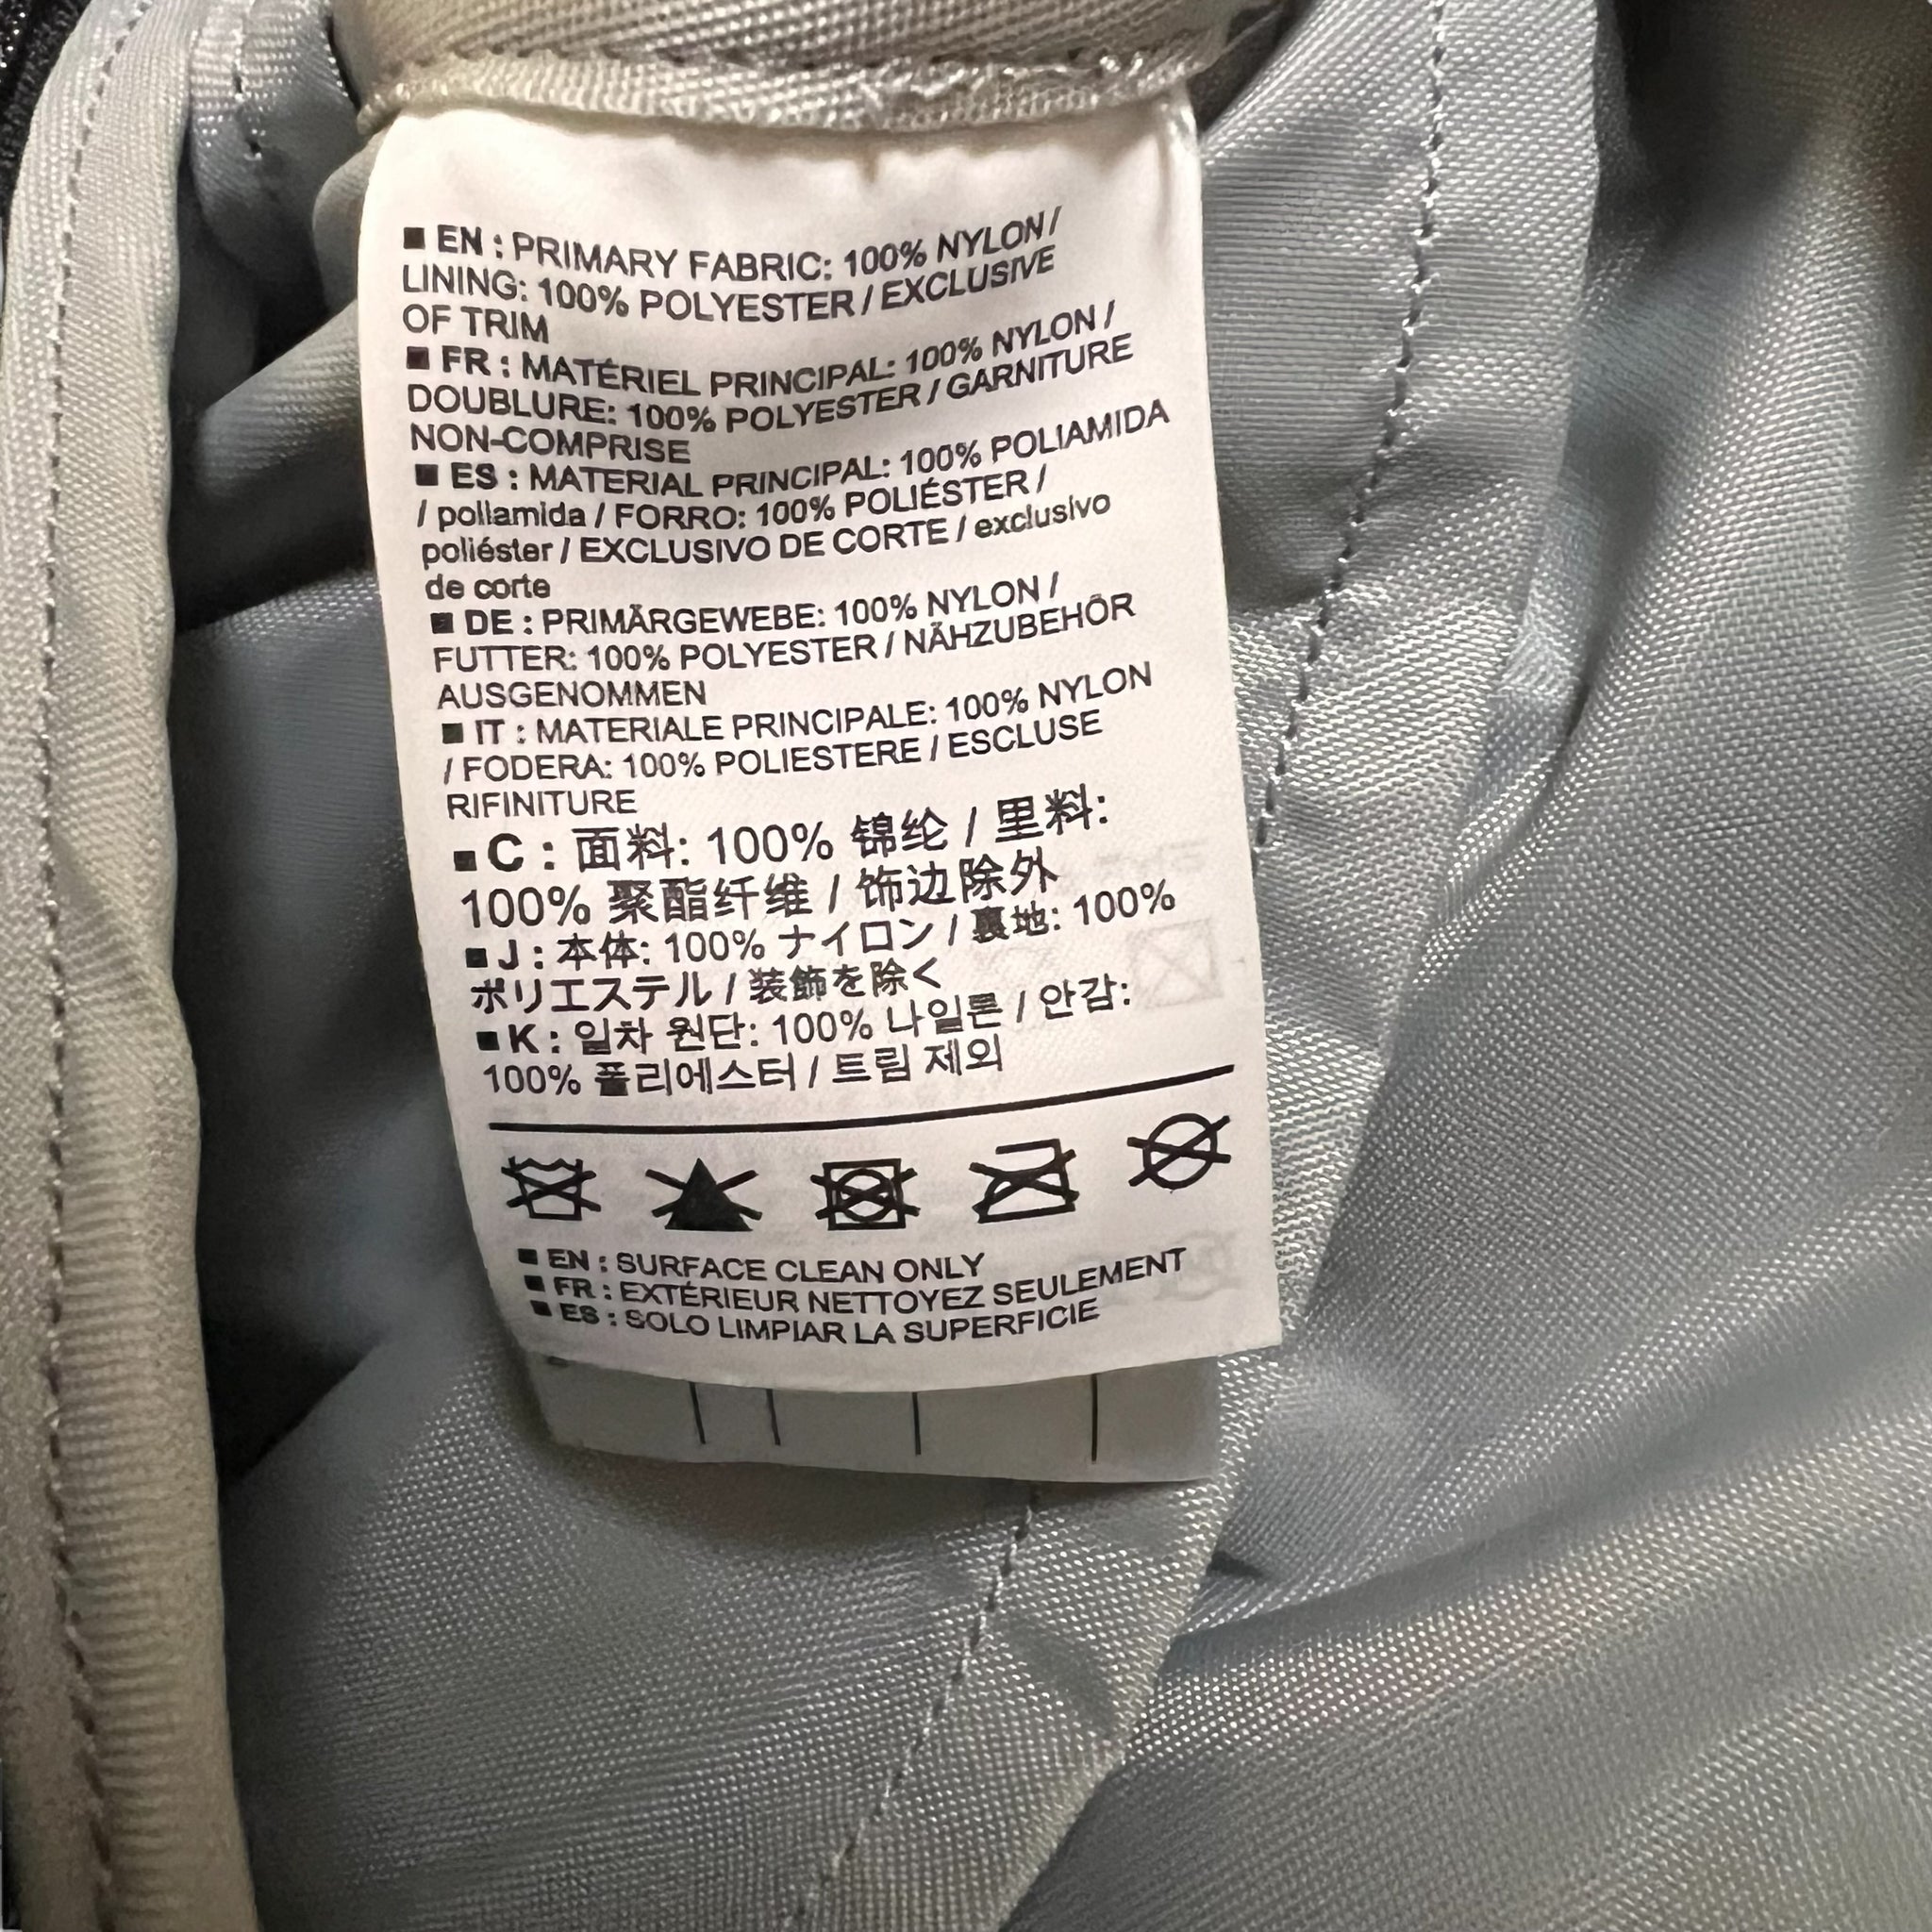 ■ EN : PRIMARY FABRIC: 100% NYLON /
LINING: 100% POLYESTER / EXCLUSIVE
OF TRIM
■ FR : MATÉRIEL PRINCIPAL: 100% NYLON /
DOUBLURE: 100% POLYESTER / GARNITURE
NON-COMPRISE
■ ES : MATERIAL PRINCIPAL: 100% POLIAMIDA
/ poliamida / FORRO: 100% POLIÉSTER /
poliéster / EXCLUSIVO DE CORTE / exclusivo
de corte
■ DE : PRIMÄRGEWEBE: 100% NYLON /
FUTTER: 100% POLYESTER / NÄHZUBEHÖR
AUSGENOMMEN
■ IT : MATERIALE PRINCIPALE: 100% NYLON
/ FODERA: 100% POLIESTERE / ESCLUSE
RIFINITURE
■ C : 面料: 100% 锦纶 / 里料:
100% 聚酯纤维 / 饰边除外
■ J : 本体: 100% ナイロン / 裏地: 100%
ポリエステル / 装飾を除く
■ K : 일차 원단: 100% 나일론 / 안감:
100% 폴리에스터 / 트림 제외
■ EN : SURFACE CLEAN ONLY
■ FR : EXTÉRIEUR NETTOYEZ SEULEMENT
■ ES : SOLO LIMPIAR LA SUPERFICIE